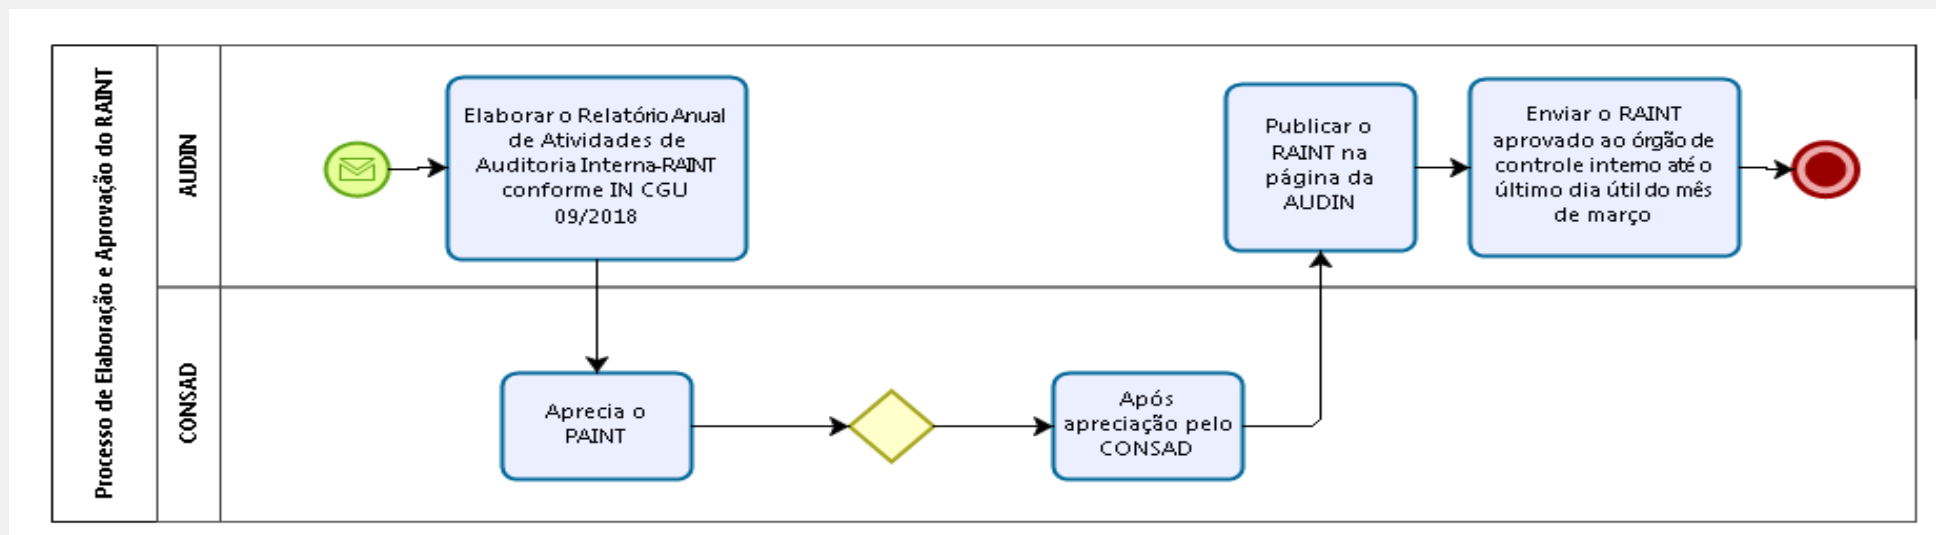 Processo de Elaboração e Aprovação do RAINT
AUDIN
Elaborar o Relatório Anual
de Atividades de
Auditoria Interna-RAINT
conforme IN CGU
09/2018
Publicar o
RAINT na
página da
AUDIN
Enviar o RAINT
aprovado ao órgão de
controle interno até o
último dia útil do mês
de março
CONSAD
Aprecia o
PAINT
Após
apreciação pelo
CONSAD